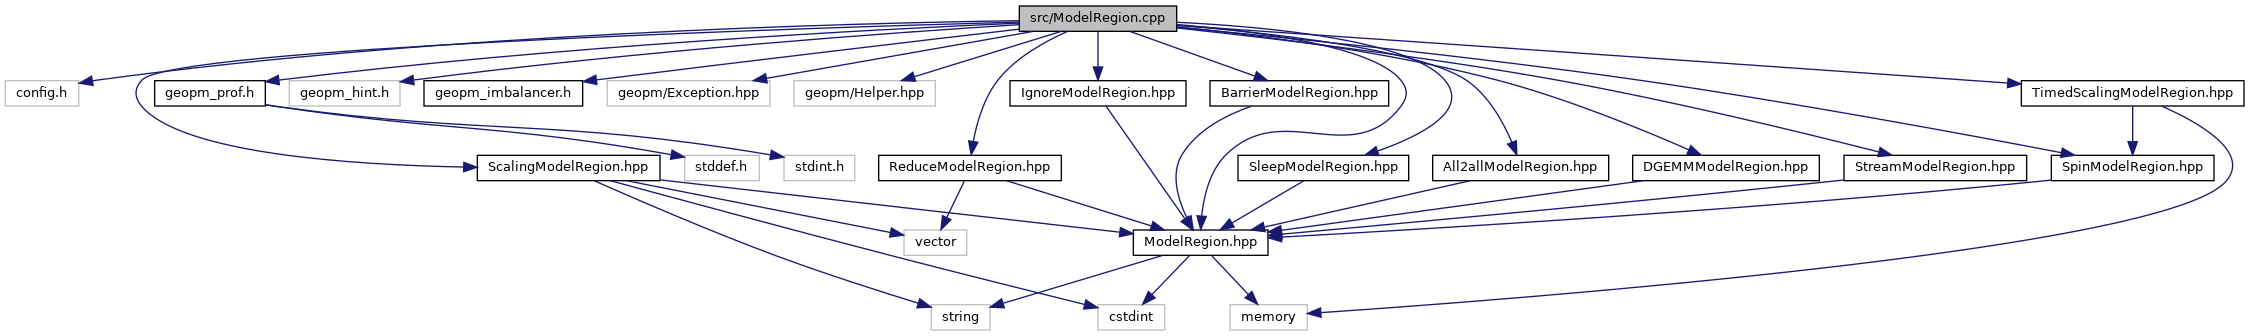 src/ModelRegion.cpp
config.h
geopm_prof.h
geopm_hint.h
geopm_imbalancer.h
geopm/Exception.hpp
geopm/Helper.hpp
IgnoreModelRegion.hpp
BarrierModelRegion.hpp
TimedScalingModelRegion.hpp
ScalingModelRegion.hpp
stddef.h
stdint.h
ReduceModelRegion.hpp
SleepModelRegion.hpp
All2allModelRegion.hpp
DGEMMModelRegion.hpp
StreamModelRegion.hpp
SpinModelRegion.hpp
vector
ModelRegion.hpp
string
cstdint
memory